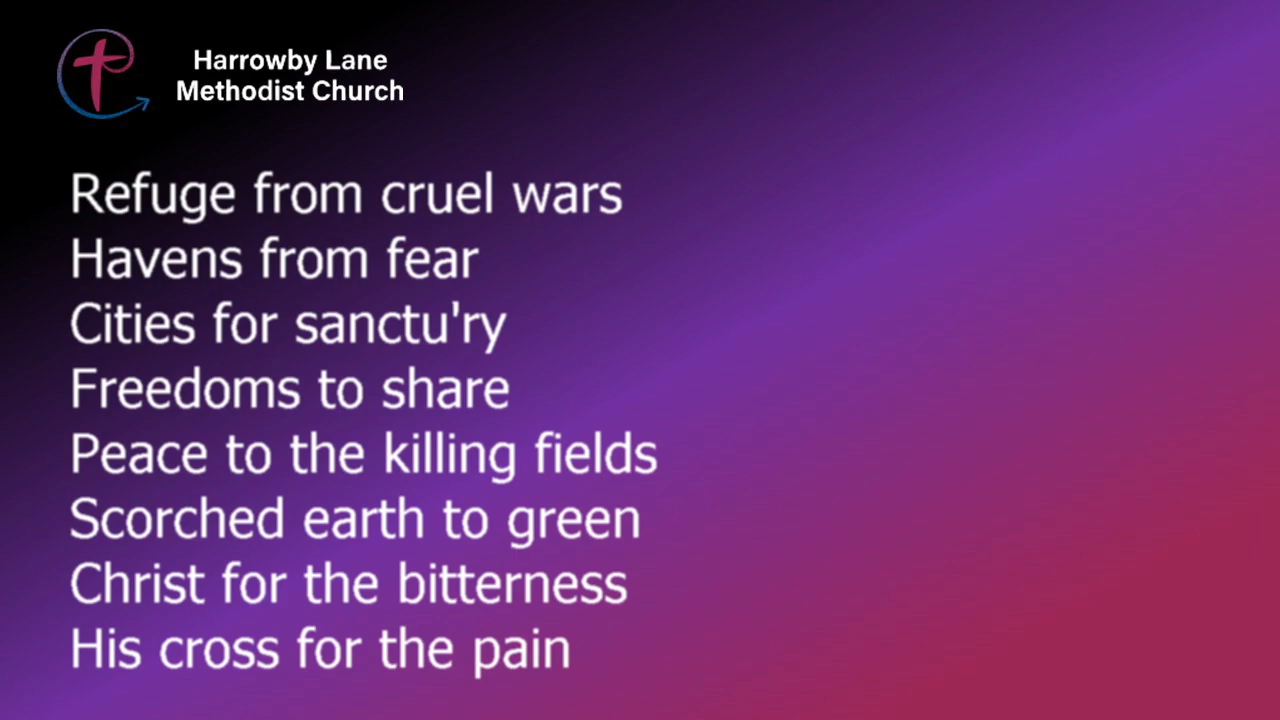 Harrowby Lane
Methodist Church
Refuge from cruel wars
Havens from fear
Cities for sanctu'ry
Freedoms to share
Peace to the killing fields
Scorched earth to green
Christ for the bitterness
His cross for the pain